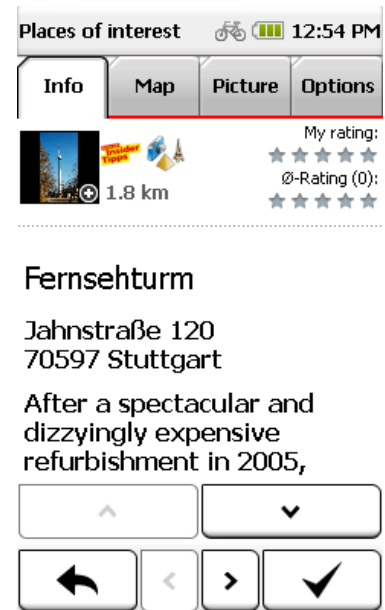 Places of interest 12:54 PM
Info Map Picture Options
My rating:
Insider
Tipps
1.8 km
Ø-Rating (0):
Fernsehturm
Jahnstraße 120
70597 Stuttgart
After a spectacular and
dizzyingly expensive
refurbishment in 2005,